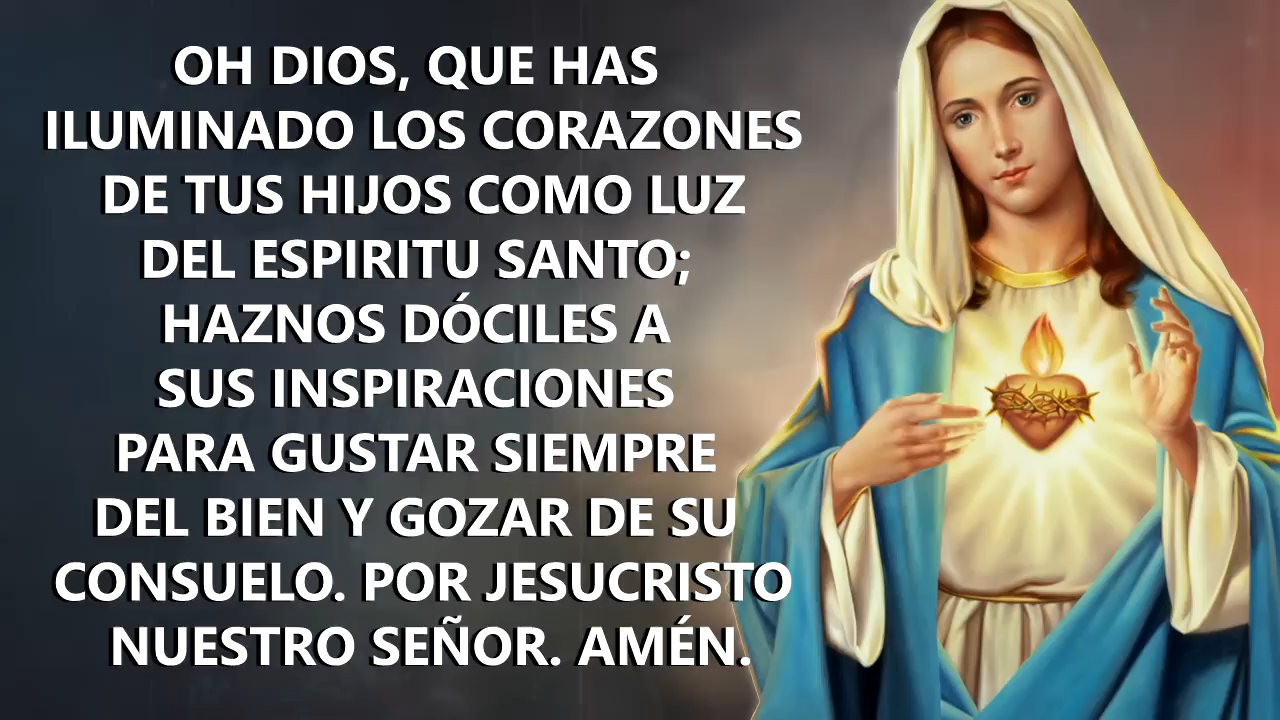 OH DIOS, QUE HAS
ILUMINADO LOS CORAZONES
DE TUS HIJOS COMO LUZ
DEL ESPIRITU SANTO;
HAZNOS DÓCILES A
SUS INSPIRACIONES
PARA GUSTAR SIEMPRE
DEL BIEN Y GOZAR DE SU
CONSUELO. POR JESUCRISTO
NUESTRO SEÑOR. AMÉN.